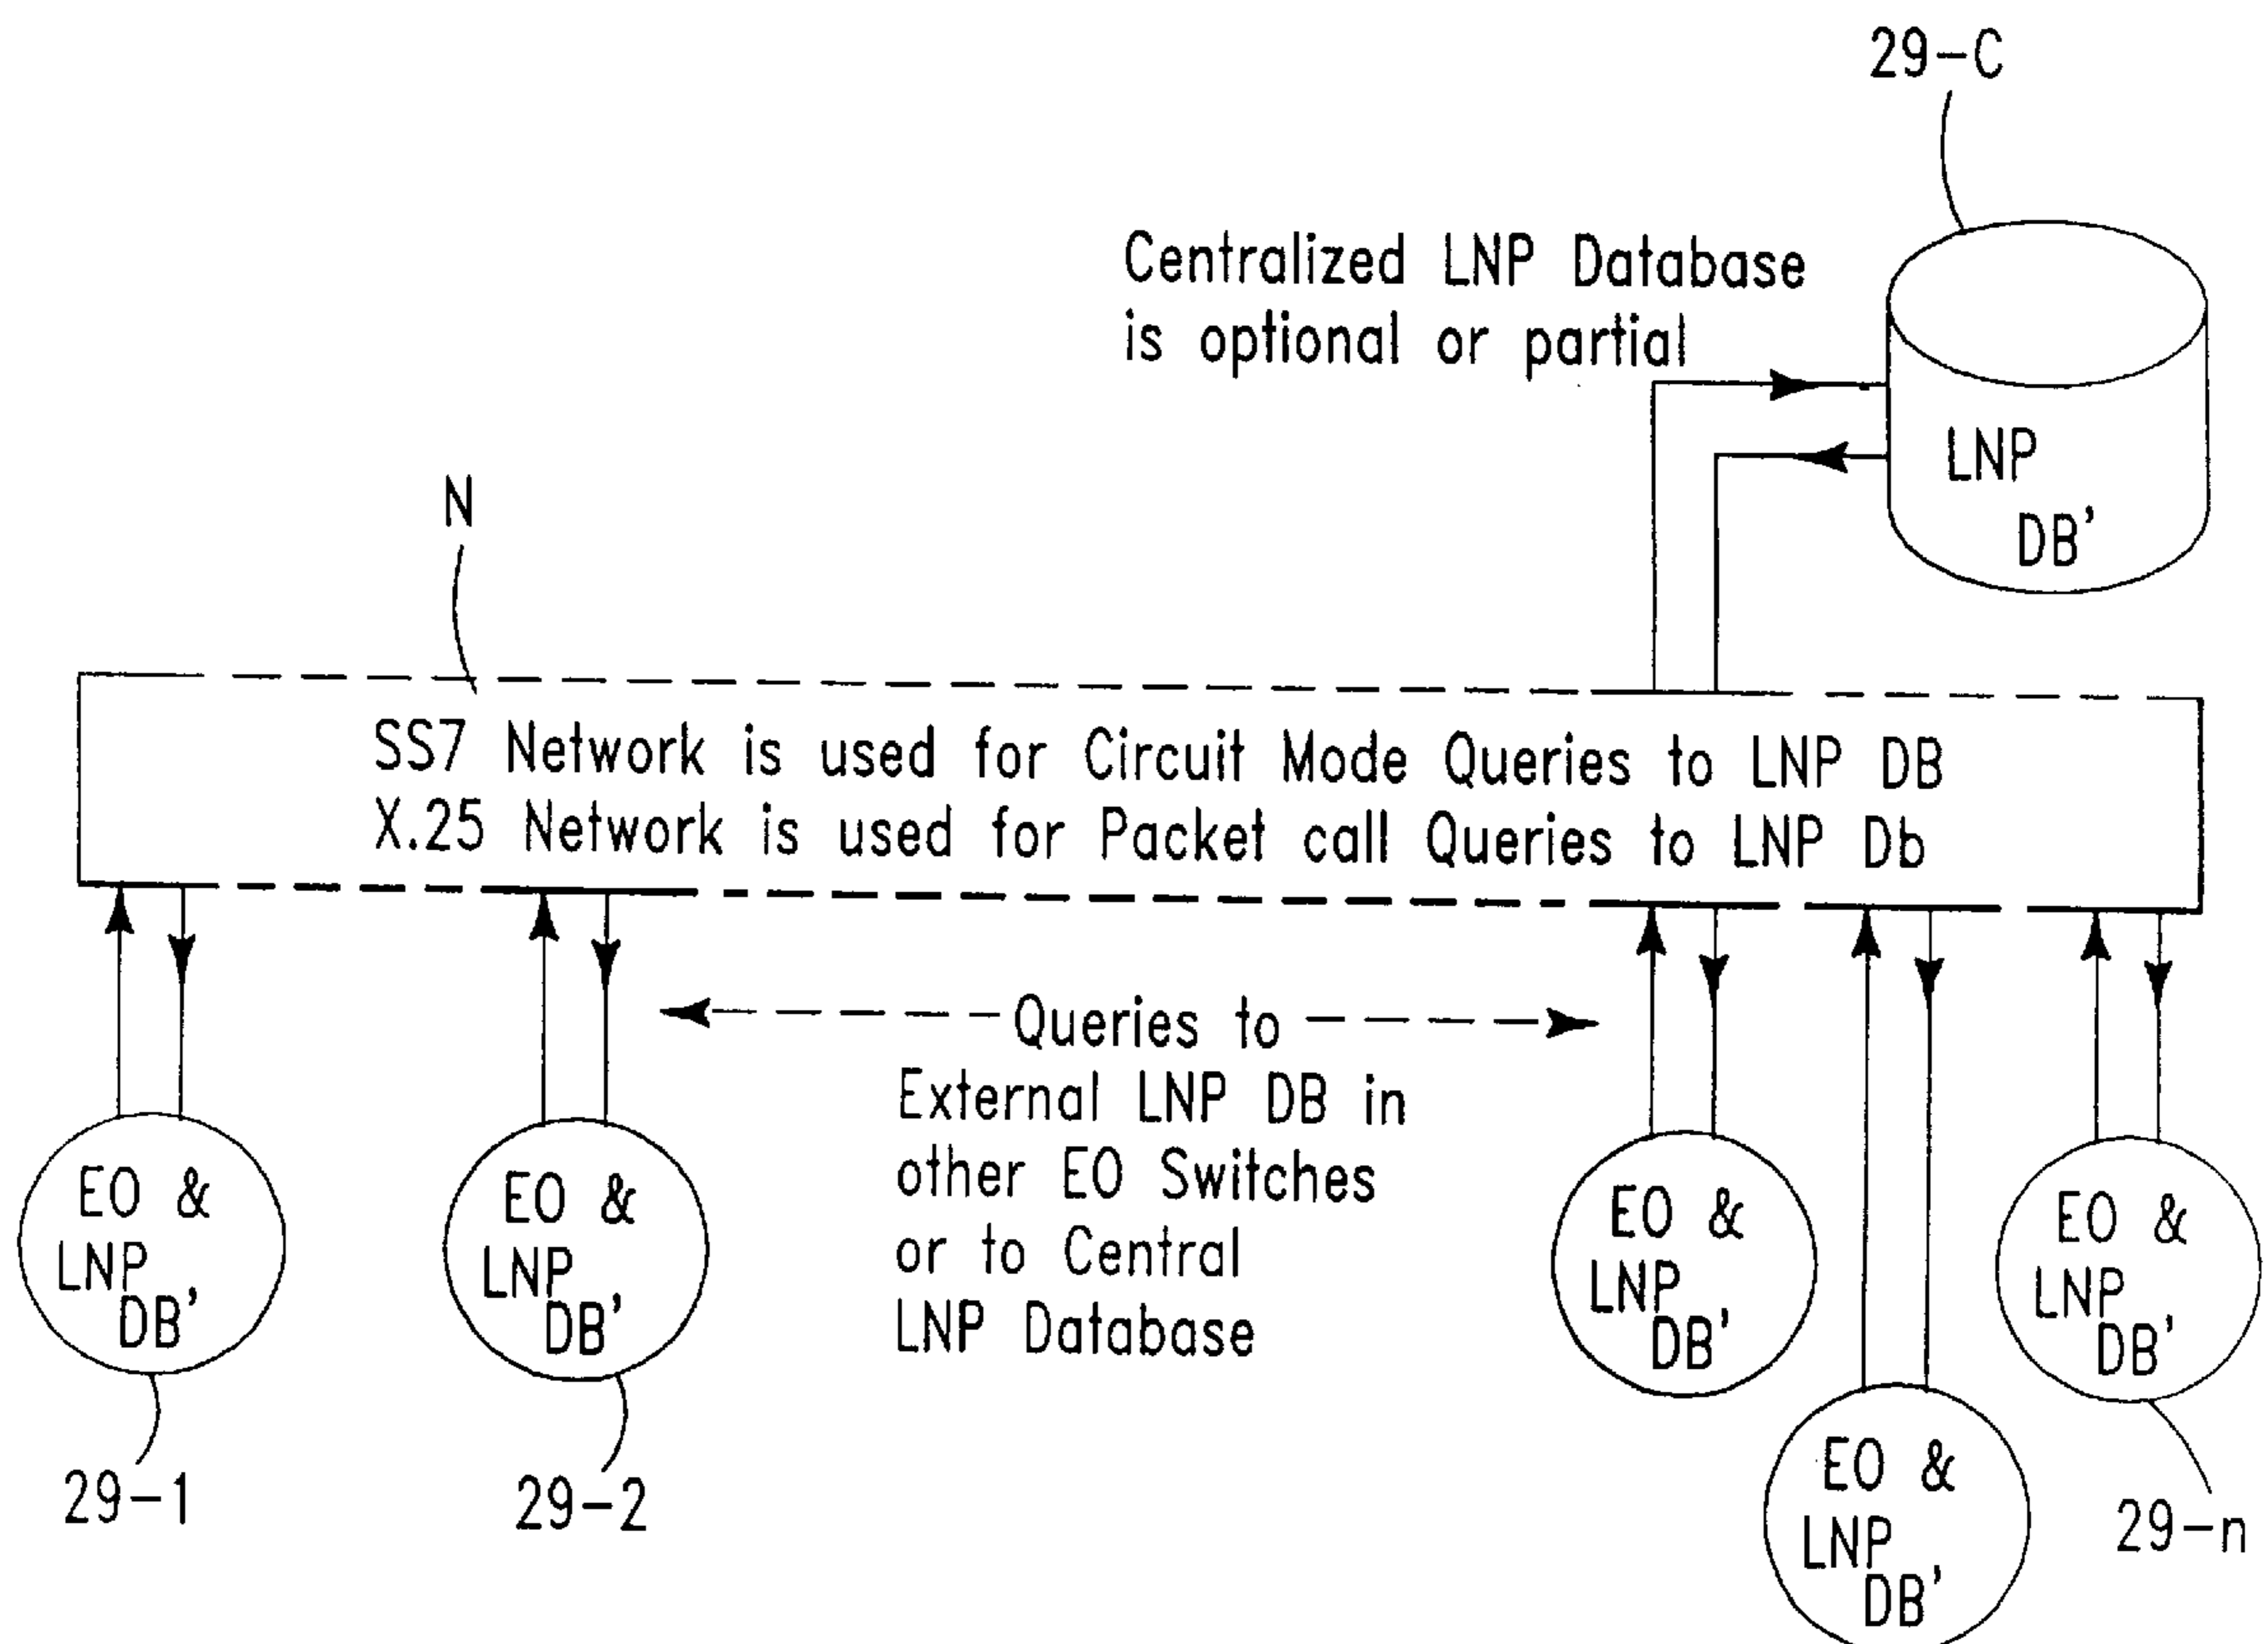 29-C
Centralized LNP Database
is optional or partial
LNP
DB'
N
SS7 Network is used for Circuit Mode Queries to LNP DB
X.25 Network is used for Packet call Queries to LNP Db
Queries to
External LNP DB in
other EO Switches
or to Central
LNP Database
EO &
LNP
DB'
29-1
EO &
LNP
DB'
29-2
EO &
LNP
DB'
EO &
LNP
DB'
EO &
LNP
DB'
29-n